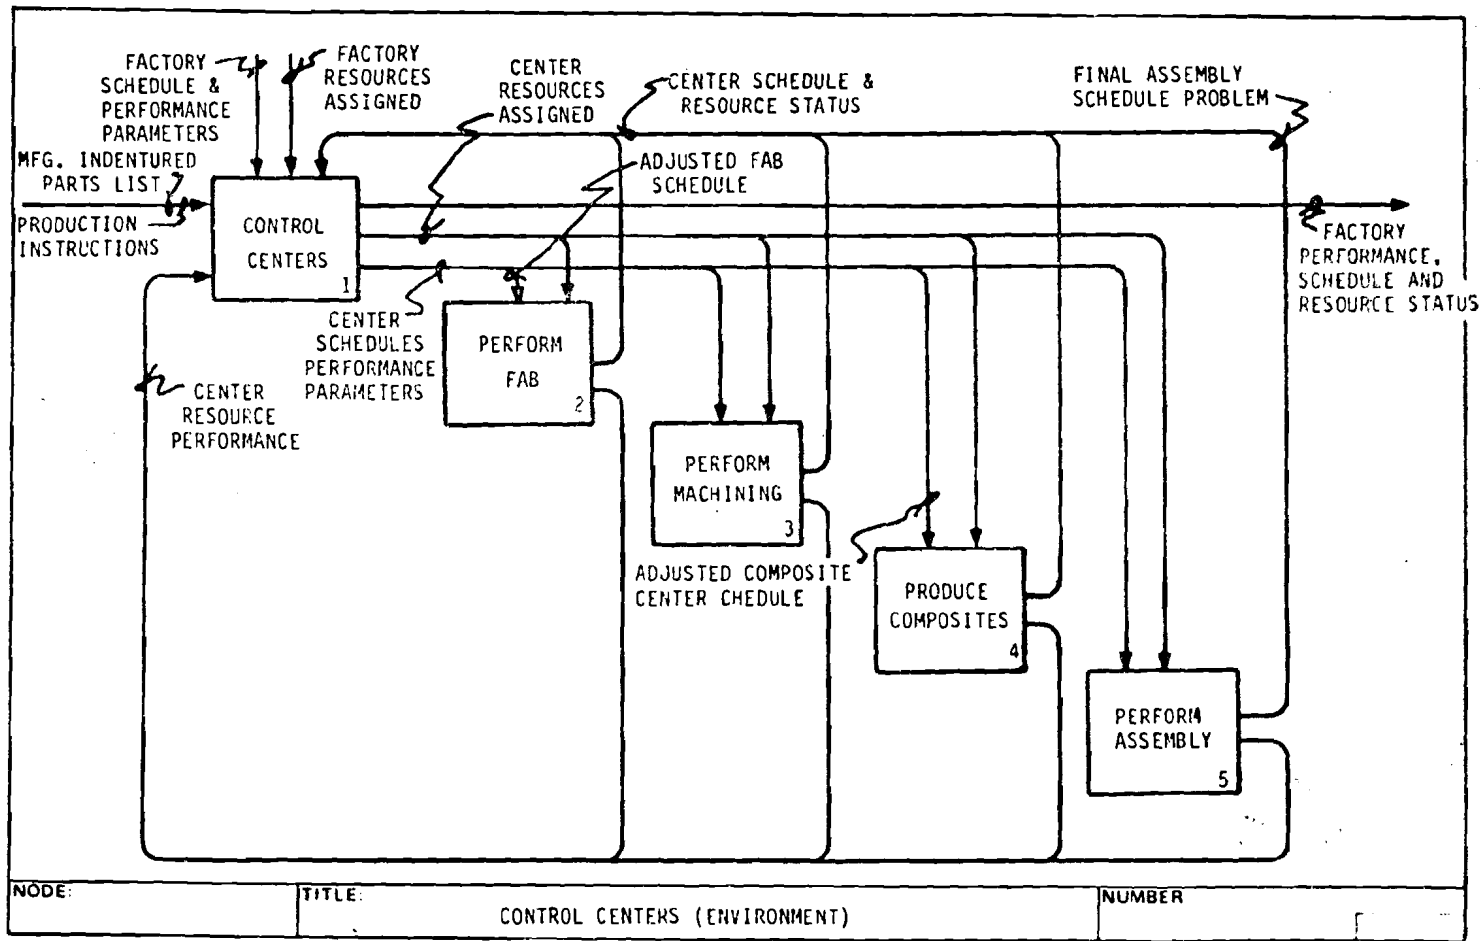 FACTORY
SCHEDULE &
PERFORMANCE
PARAMETERS
FACTORY
RESOURCES
ASSIGNED
CENTER
RESOURCES
ASSIGNED
CENTER SCHEDULE &
RESOURCE STATUS
FINAL ASSEMBLY
SCHEDULE PROBLEM
MFG. INDENTURED
PARTS LIST
ADJUSTED FAB
SCHEDULE
PRODUCTION
INSTRUCTIONS
CONTROL
CENTERS
1
FACTORY
PERFORMANCE,
SCHEDULE AND
RESOURCE STATUS
CENTER
SCHEDULES
PERFORMANCE
PARAMETERS
PERFORM
FAB
2
CENTER
RESOURCE
PERFORMANCE
PERFORM
MACHINING
3
ADJUSTED COMPOSITE
CENTER CHEDULE
PRODUCE
COMPOSITES
4
PERFORM
ASSEMBLY
5
NODE:
TITLE:
CONTROL CENTERS (ENVIRONMENT)
NUMBER